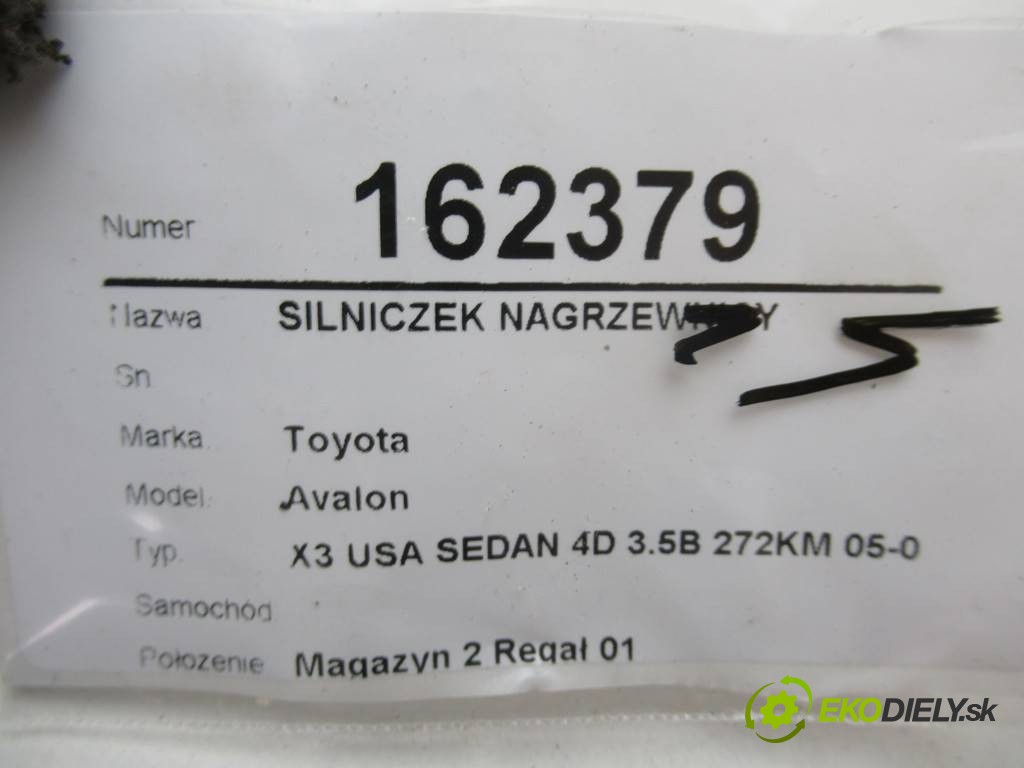 Numer 162379
Nazwa SILNICZEK NAGRZEWNICY
Sn
Marka Toyota
Model Avalon
Typ. X3 USA SEDAN 4D 3.5B 272KM 05-0
Samochód
Położenie Magazyn 2 Regał 01
EKODIELY.sk